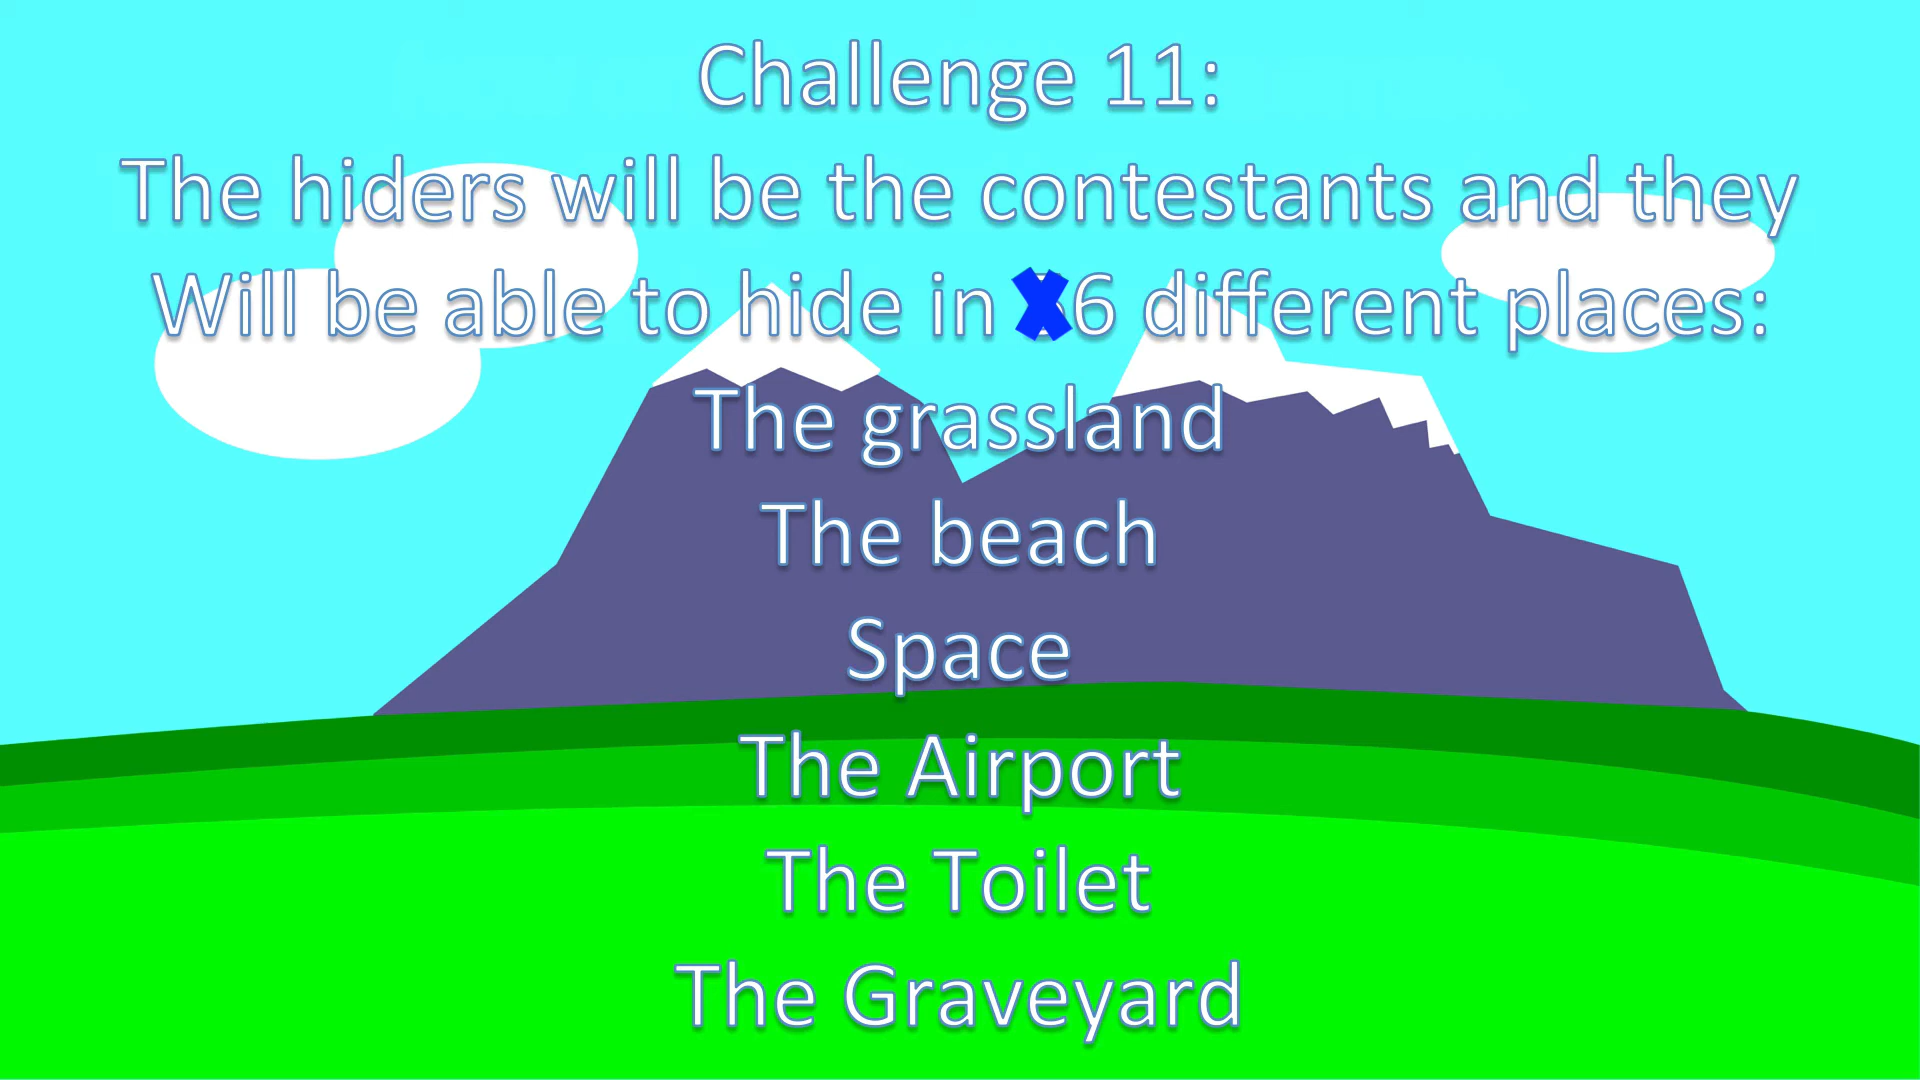 Challenge 11:
The hiders will be the contestants and they
Will be able to hide in 6 different places:
The grassland
The beach
Space
The Airport
The Toilet
The Graveyard